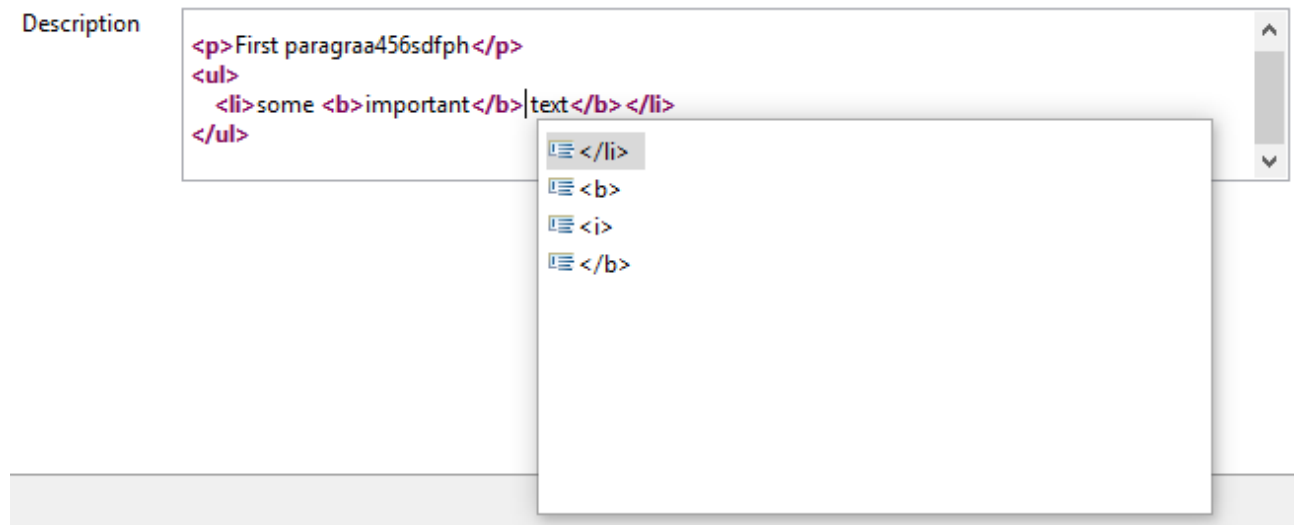 Description
<p>First paragraa456sdfph</p>
<ul>
<li>some <b>important</b> text</b></li>
</ul>
</li>
<b>
<i>
</b>